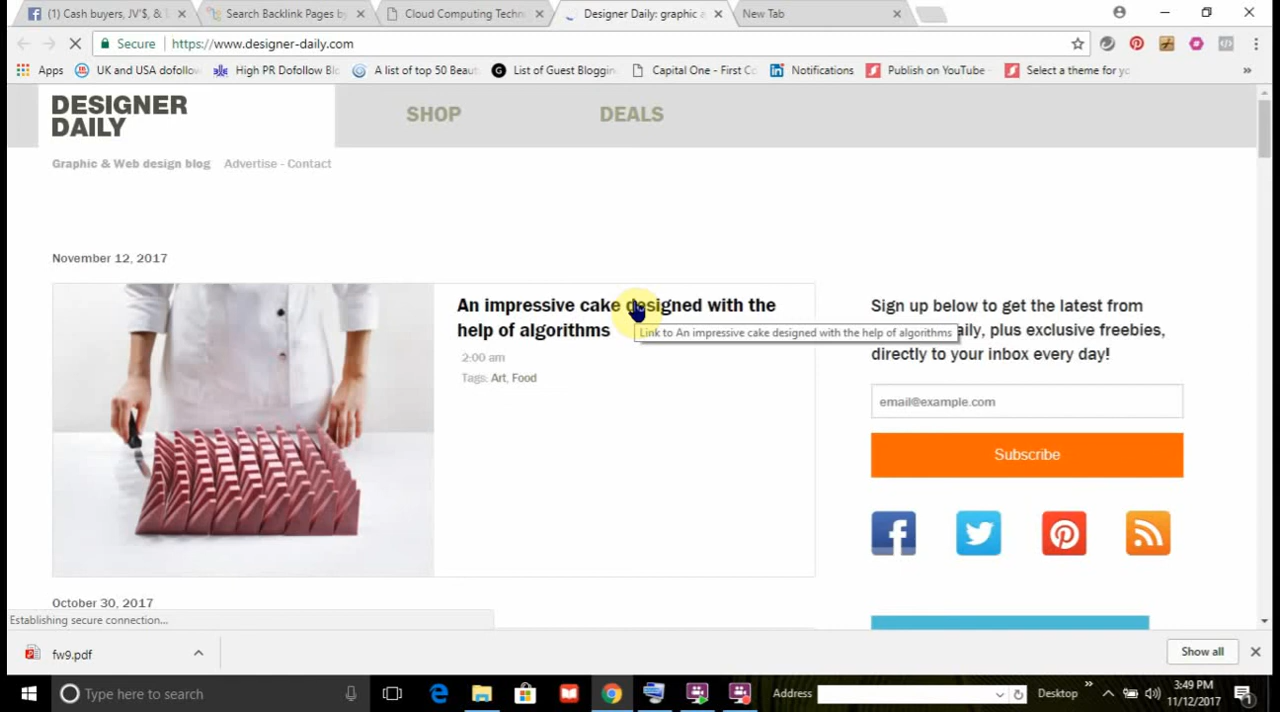 (1) Cash buyers, JV'$, &
Search Backlink Pages by
Cloud Computing Techn
Designer Daily: graphic a
New Tab
Secure
https://www.designer-daily.com
Apps
UK and USA dofollow
High PR Dofollow Blo
A list of top 50 Beaut
List of Guest Bloggin
Capital One - First Co
Notifications
Publish on YouTube
Select a theme for yo
DESIGNER
DAILY
SHOP
DEALS
Graphic & Web design blog
Advertise - Contact
November 12, 2017
An impressive cake designed with the
help of algorithms
Link to An impressive cake designed with the help of algorithms
2:00 am
Tags: Art, Food
Sign up below to get the latest from
aily, plus exclusive freebies,
directly to your inbox every day!
email@example.com
Subscribe
October 30, 2017
Establishing secure connection...
fw9.pdf
Show all
Type here to search
Address
Desktop
3:49 PM
11/12/2017